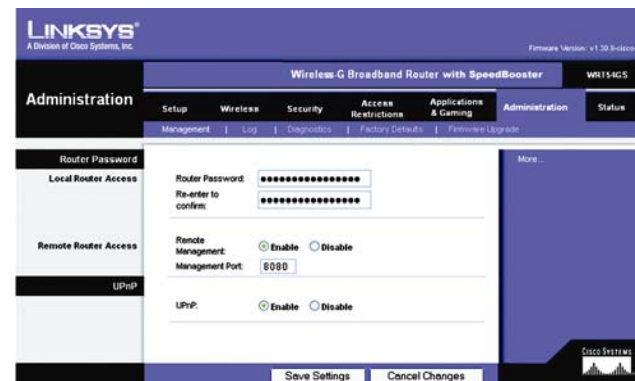 LINKSYS®
A Division of Cisco Systems, Inc.
Firmware Version: v1.30.8-cisco
Wireless-G Broadband Router with SpeedBooster WRT54GS
Administration
Setup Wireless Security Access Restrictions Applications & Gaming Administration Status
Management | Log | Diagnostics | Factory Defaults | Firmware Upgrade
Router Password
Local Router Access
Router Password:
Re-enter to confirm:
More...
Remote Router Access
Remote Management: Enable Disable
Management Port: 8080
UPnP
UPnP: Enable Disable
Save Settings Cancel Changes
CISCO SYSTEMS